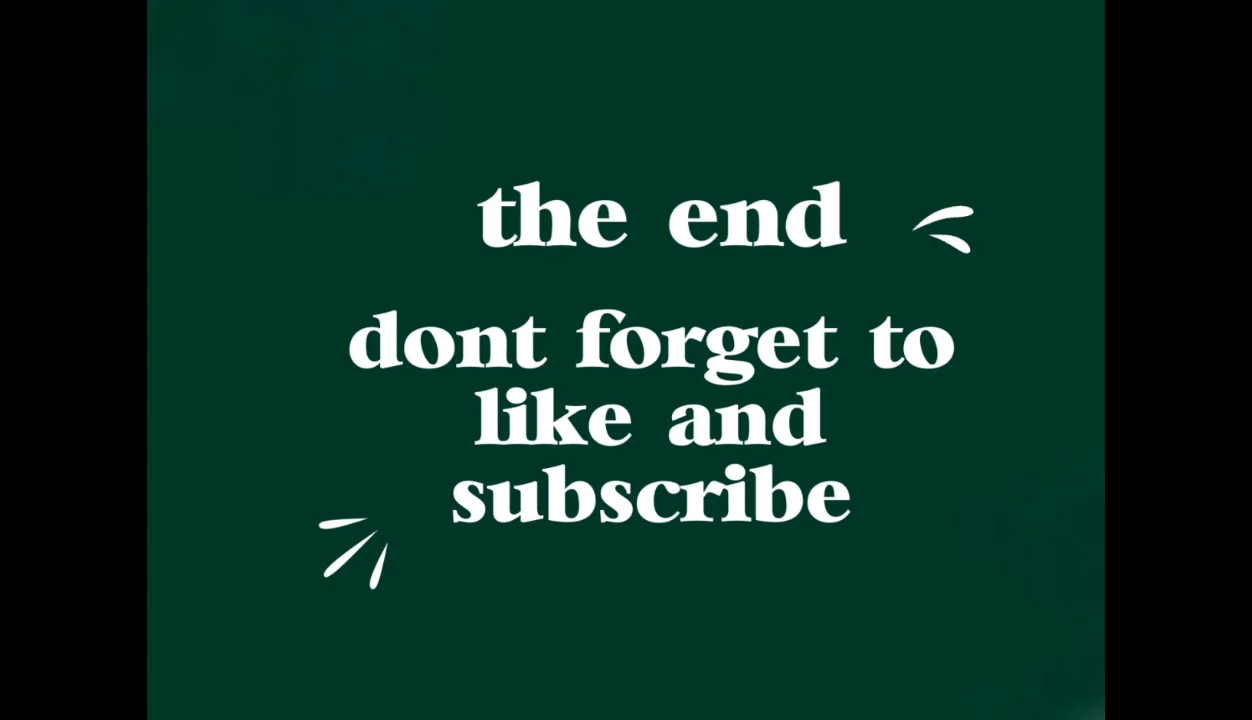 the end
dont forget to
like and
subscribe